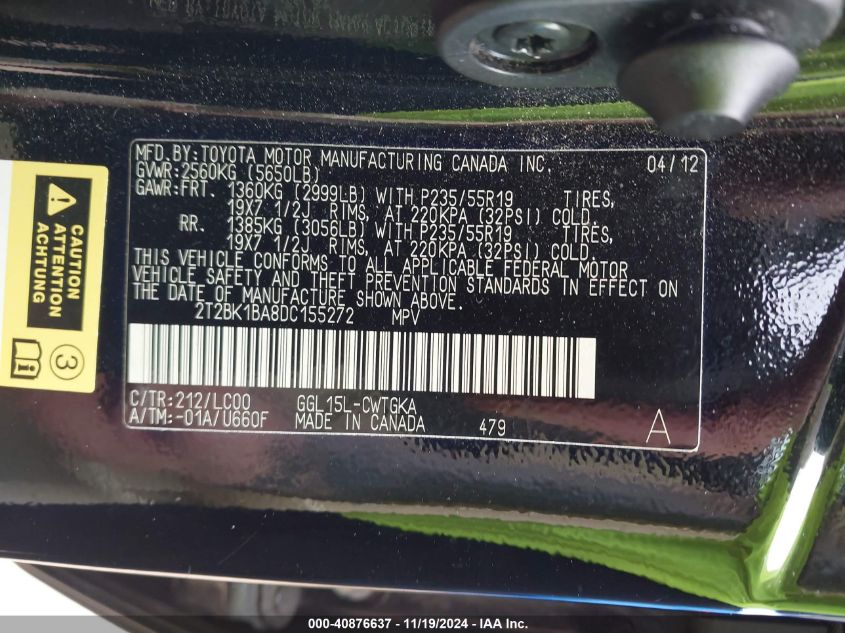 MFD.BY:TOYOTA MOTOR MANUFACTURING CANADA INC. 04/12
GVWR:2560KG (5650LB)
GAWR:FRT. 1360KG (2999LB) WITH P235/55R19 TIRES,
19X7 1/2J RIMS, AT 220KPA (32PSI) COLD.
RR. 1385KG (3056LB) WITH P235/55R19 TIRES,
19X7 1/2J RIMS, AT 220KPA (32PSI) COLD.
THIS VEHICLE CONFORMS TO ALL APPLICABLE FEDERAL MOTOR
VEHICLE SAFETY AND THEFT PREVENTION STANDARDS IN EFFECT ON
THE DATE OF MANUFACTURE SHOWN ABOVE.
2T2BK1BA8DC155272 MPV
C/TR:212/LC00 GGL15L-CWTGKA
A/TM:-01A/U660F MADE IN CANADA 479 A
CAUTION
ATTENTION
ACHTUNG
3
000-40876637 - 11/19/2024 - IAA Inc.